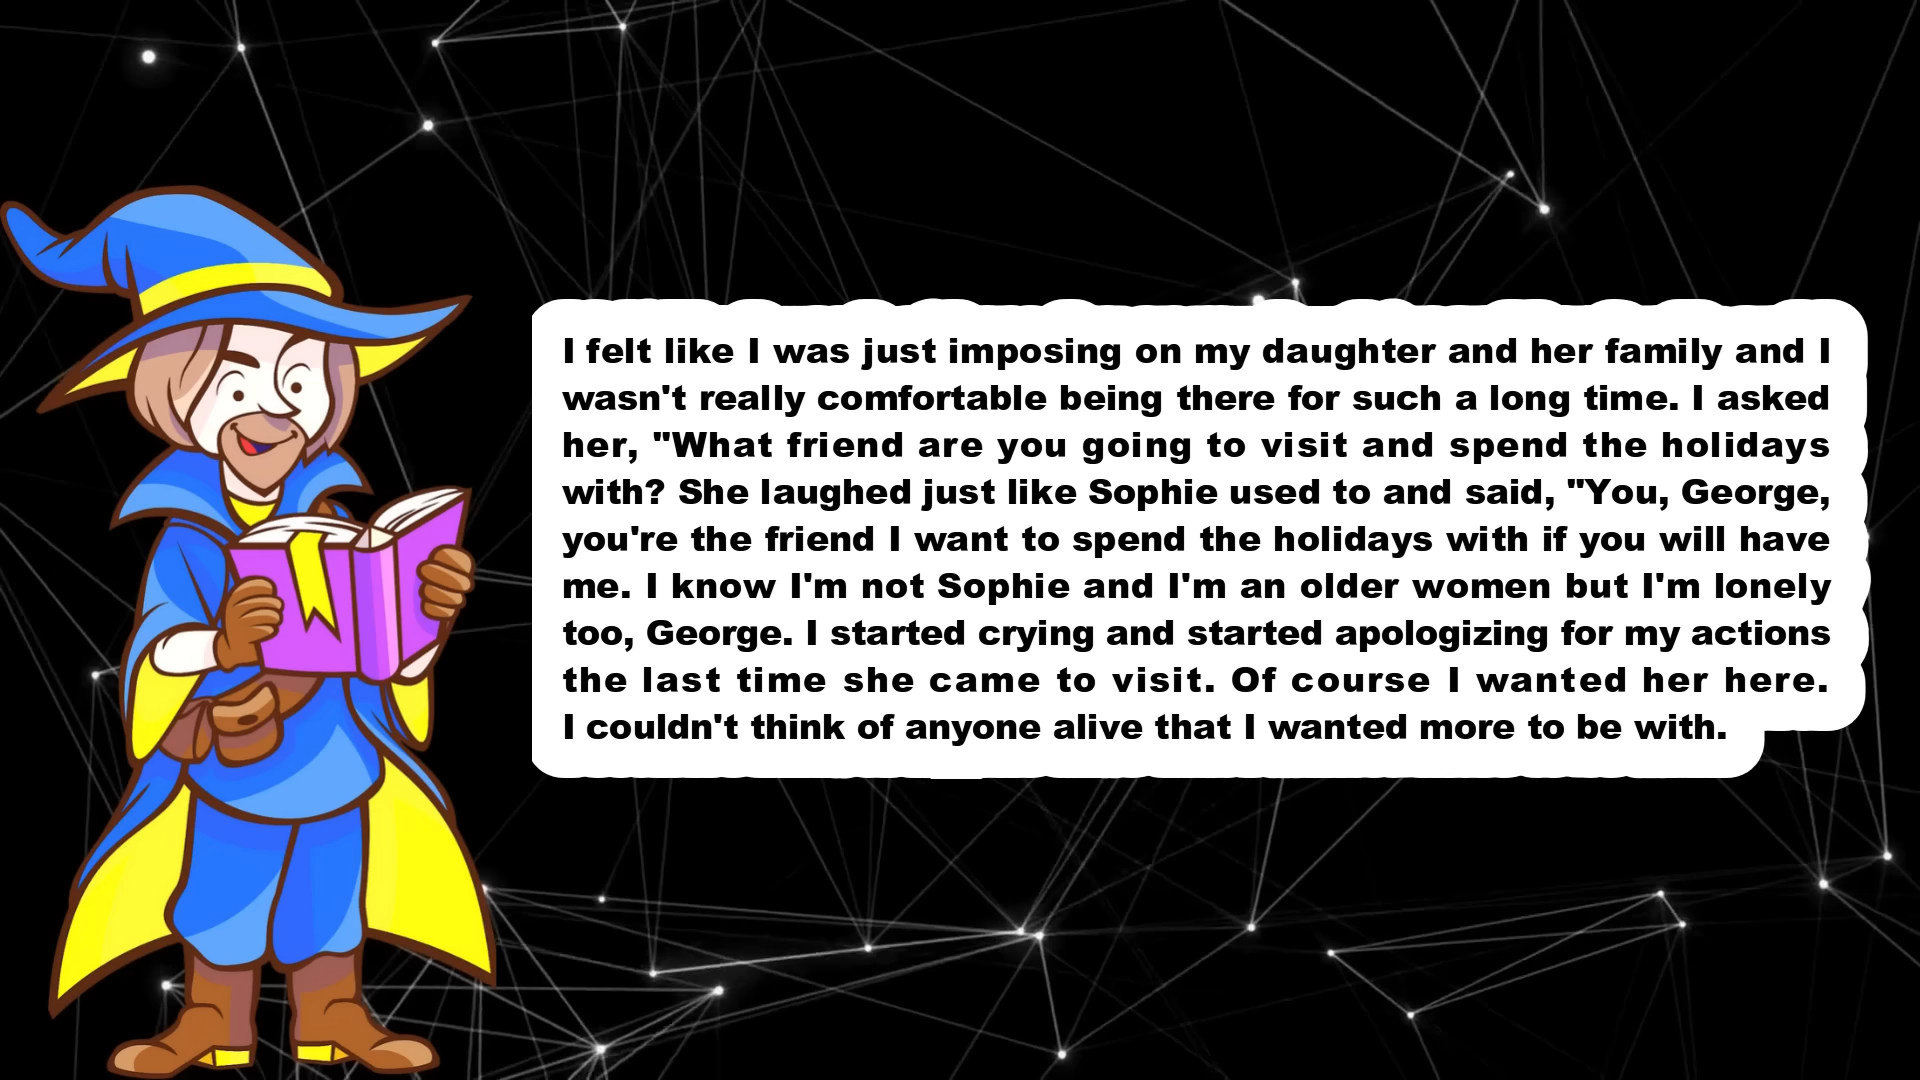 I felt like I was just imposing on my daughter and her family and I
wasn't really comfortable being there for such a long time. I asked
her, "What friend are you going to visit and spend the holidays
with? She laughed just like Sophie used to and said, "You, George,
you're the friend I want to spend the holidays with if you will have
me. I know I'm not Sophie and I'm an older women but I'm lonely
too, George. I started crying and started apologizing for my actions
the last time she came to visit. Of course I wanted her here.
I couldn't think of anyone alive that I wanted more to be with.